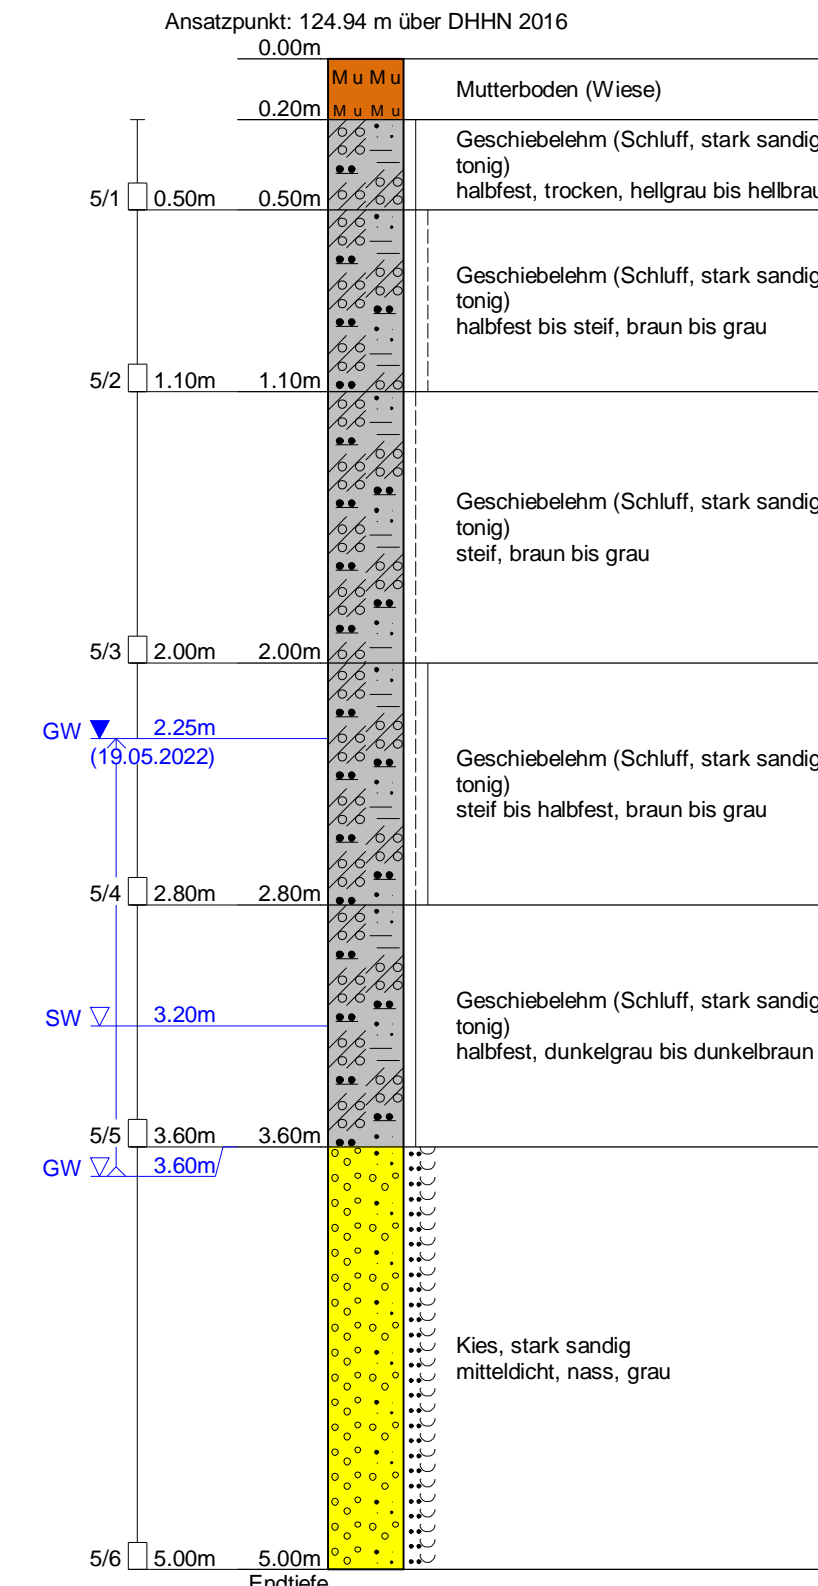 Ansatzpunkt: 124.94 m über DHHN 2016
0.00m
M u M u
Mutterboden (Wiese)
0.20m
M u M u
Geschiebelehm (Schluff, stark sandig
tonig)
halbfest, trocken, hellgrau bis hellbrau
5/1 0.50m 0.50m
Geschiebelehm (Schluff, stark sandig
tonig)
halbfest bis steif, braun bis grau
5/2 1.10m 1.10m
Geschiebelehm (Schluff, stark sandig
tonig)
steif, braun bis grau
5/3 2.00m 2.00m
GW 2.25m
(19.05.2022)
Geschiebelehm (Schluff, stark sandig
tonig)
steif bis halbfest, braun bis grau
5/4 2.80m 2.80m
SW 3.20m
Geschiebelehm (Schluff, stark sandig
tonig)
halbfest, dunkelgrau bis dunkelbraun
5/5 3.60m 3.60m
GW 3.60m
Kies, stark sandig
mitteldicht, nass, grau
5/6 5.00m 5.00m
Endtiefe